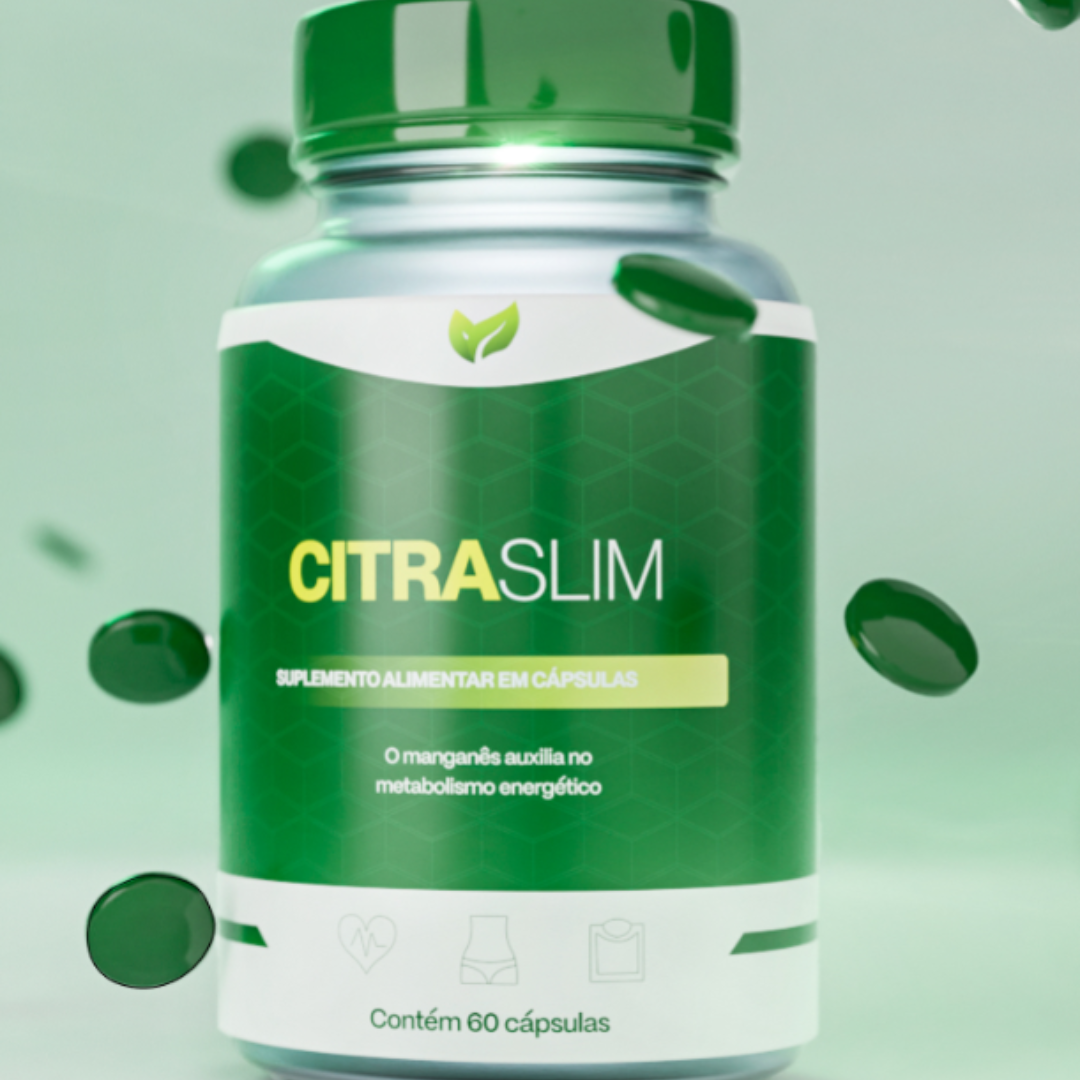 CITRASLIM
SUPLEMENTO ALIMENTAR EM CÁPSULAS
O manganês auxilia no
metabolismo energético
Contém 60 cápsulas